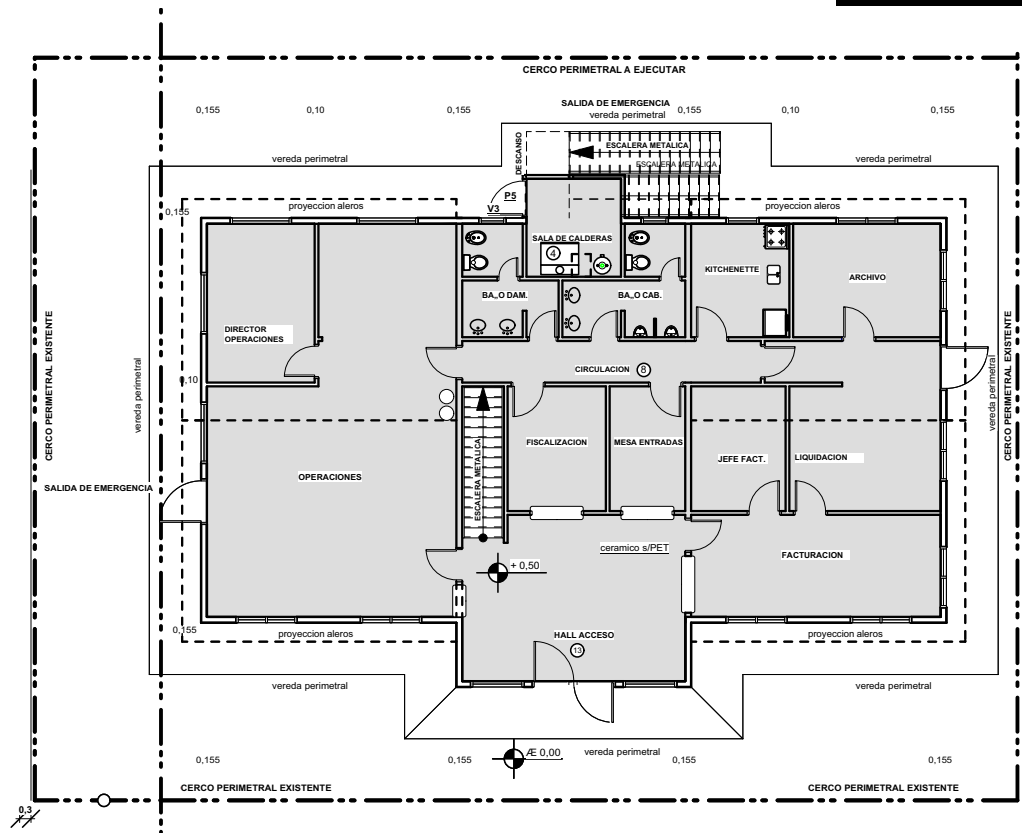 CERCO PERIMETRAL A EJECUTAR
0,155
0,10
0,155
SALIDA DE EMERGENCIA
vereda perimetral
0,155
0,10
0,155
vereda perimetral
DESCANSO
ESCALERA METALICA
ESCALERA METALICA
vereda perimetral
P5
V3
0,155
proyeccion aleros
proyeccion aleros
SALA DE CALDERAS
4
KITCHENETTE
ARCHIVO
BA„O DAM.
BA„O CAB.
DIRECTOR
OPERACIONES
CERCO PERIMETRAL EXISTENTE
vereda perimetral
0,10
CIRCULACION 8
vereda perimetral
CERCO PERIMETRAL EXISTENTE
ESCALERA METALICA
FISCALIZACION
MESA ENTRADAS
JEFE FACT.
LIQUIDACION
OPERACIONES
SALIDA DE EMERGENCIA
ceramico s/PET
FACTURACION
+ 0,50
0,155
proyeccion aleros
HALL ACCESO
13
proyeccion aleros
vereda perimetral
vereda perimetral
Æ 0,00
vereda perimetral
0,155
0,155
0,155
0,155
CERCO PERIMETRAL EXISTENTE
CERCO PERIMETRAL EXISTENTE
0,3